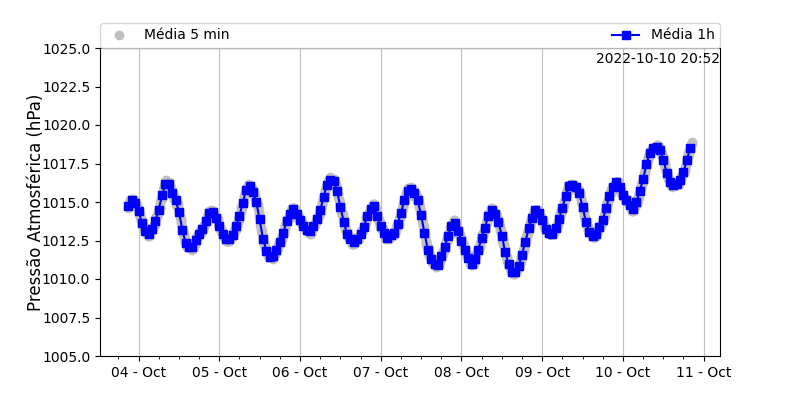 Média 5 min
Média 1h
2022-10-10 20:52
Pressão Atmosférica (hPa)
1025.0
1022.5
1020.0
1017.5
1015.0
1012.5
1010.0
1007.5
1005.0
04 - Oct
05 - Oct
06 - Oct
07 - Oct
08 - Oct
09 - Oct
10 - Oct
11 - Oct